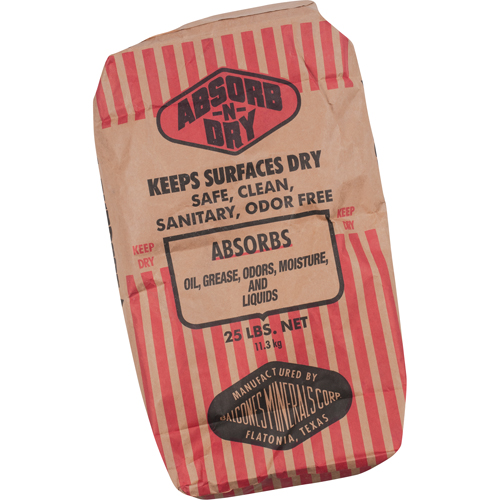 ABSORB
-N-
DRY
KEEPS SURFACES DRY
SAFE, CLEAN,
SANITARY, ODOR FREE
KEEP
DRY
KEEP
DRY
ABSORBS
OIL, GREASE, ODORS, MOISTURE,
AND
LIQUIDS
25 LBS. NET
11.3 kg
MANUFACTURED BY
BALCONES MINERALS CORP.
FLATONIA, TEXAS